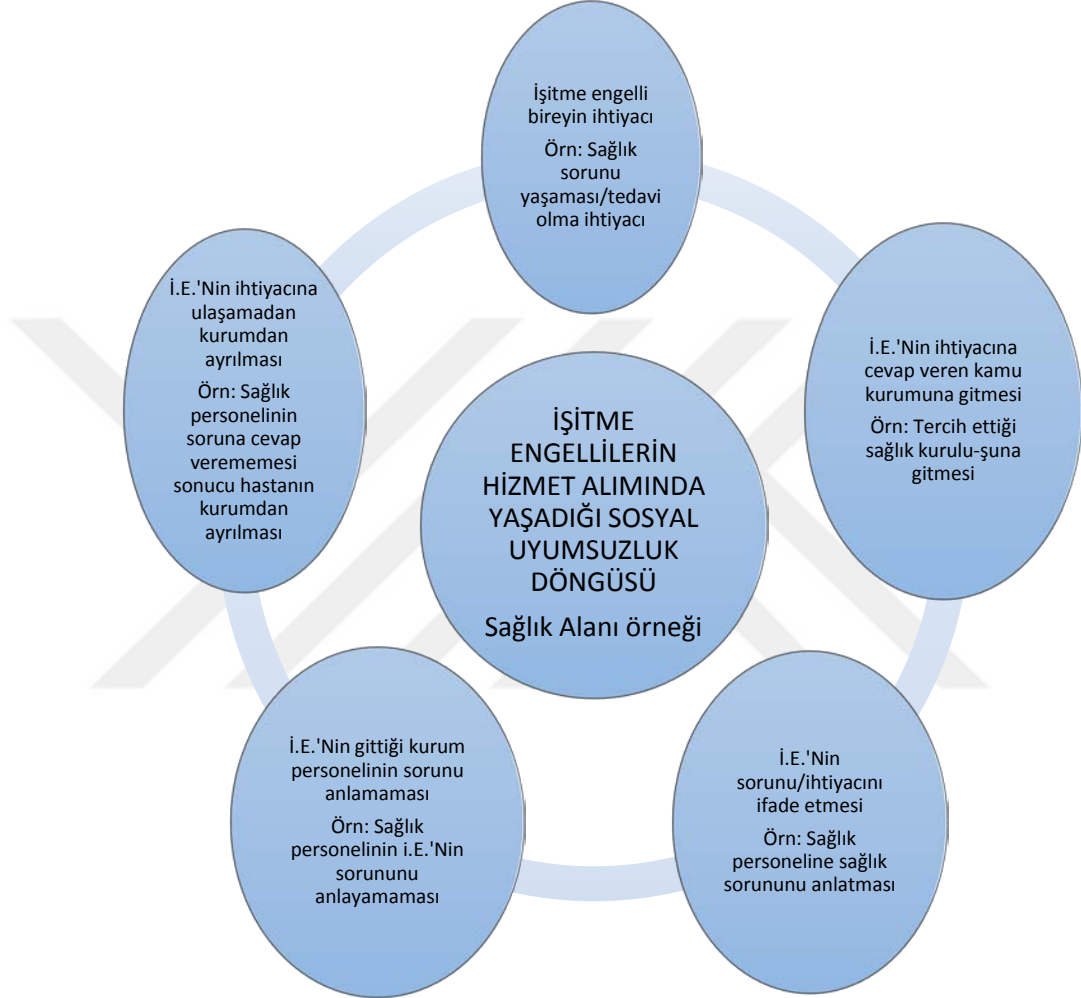 İşitme engelli
bireyin ihtiyacı
Örn: Sağlık
sorunu
yaşaması/tedavi
olma ihtiyacı
İ.E.'Nin ihtiyacına
cevap veren kamu
kurumuna gitmesi
Örn: Tercih ettiği
sağlık kurulu-şuna
gitmesi
İ.E.'Nin
sorunu/ihtiyacını
ifade etmesi
Örn: Sağlık
personeline sağlık
sorununu anlatması
İ.E.'Nin gittiği kurum
personelinin sorunu
anlamaması
Örn: Sağlık
personelinin i.E.'Nin
sorununu
anlayamaması
İ.E.'Nin ihtiyacına
ulaşamadan
kurumdan
ayrılması
Örn: Sağlık
personelinin
soruna cevap
verememesi
sonucu hastanın
kurumdan
ayrılması
İŞİTME
ENGELLİLERİN
HİZMET ALIMINDA
YAŞADIĞI SOSYAL
UYUMSUZLUK
DÖNGÜSÜ
Sağlık Alanı örneği